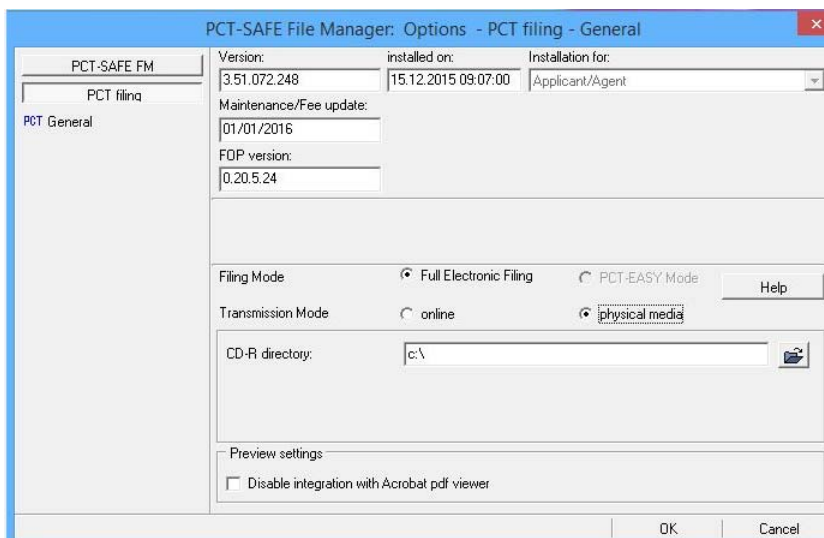 PCT-SAFE File Manager: Options - PCT filing - General
PCT-SAFE FM
PCT filing
PCT General
Version:
installed on:
Installation for:
3.51.072.248
15.12.2015 09:07:00
Applicant/Agent
Maintenance/Fee update:
01/01/2016
FOP version:
0.20.5.24
Filing Mode
Full Electronic Filing
PCT-EASY Mode
Help
Transmission Mode
online
physical media
CD-R directory:
c:\
Preview settings
Disable integration with Acrobat pdf viewer
OK
Cancel